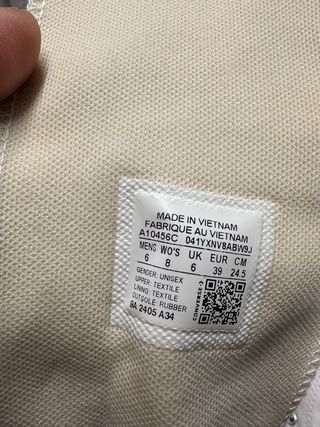 MADE IN VIETNAM
FABRIQUE AU VIETNAM
A10456C 041YXNV8ABW9J
MENS WO'S UK EUR CM
6 8 6 39 24.5
GENDER: UNISEX
UPPER: TEXTILE
LINING: TEXTILE
OUTSOLE: RUBBER
9A 2405 A34
CONVERSE